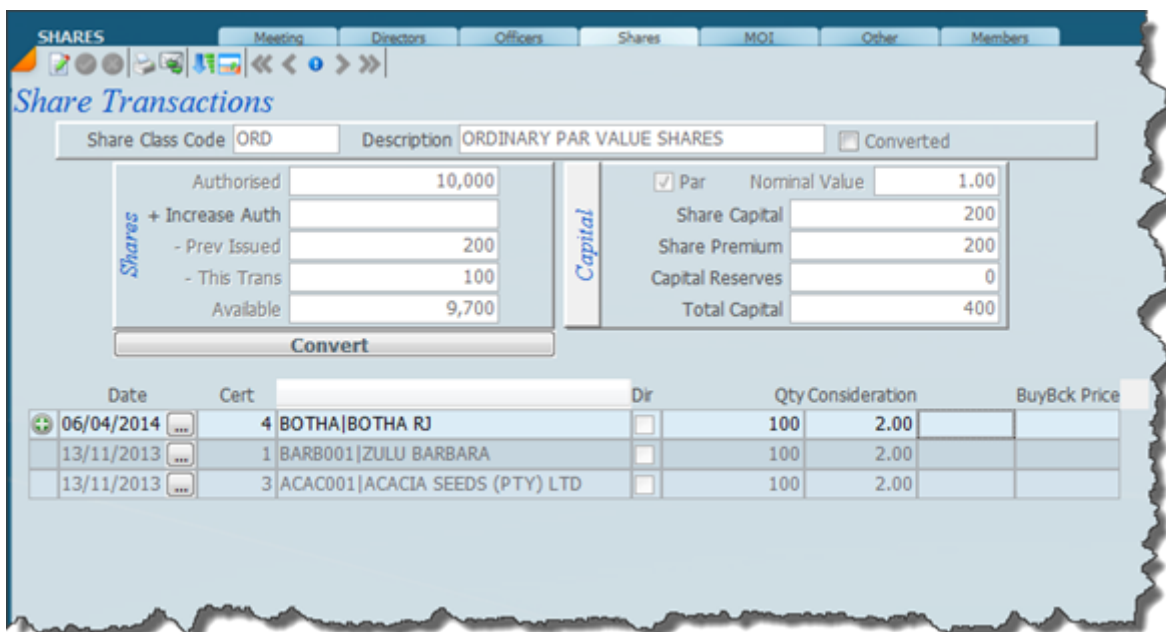 SHARES Meeting Directors Officers Shares MOI Other Members
Share Transactions
Share Class Code ORD Description ORDINARY PAR VALUE SHARES Converted
Shares
Authorised 10,000
+ Increase Auth
- Prev Issued 200
- This Trans 100
Available 9,700
Convert
Capital
Par Nominal Value 1.00
Share Capital 200
Share Premium 200
Capital Reserves 0
Total Capital 400
Date Cert Dir Qty Consideration BuyBck Price
06/04/2014 ... 4 BOTHA|BOTHA RJ 100 2.00
13/11/2013 ... 1 BARB001|ZULU BARBARA 100 2.00
13/11/2013 ... 3 ACAC001|ACACIA SEEDS (PTY) LTD 100 2.00